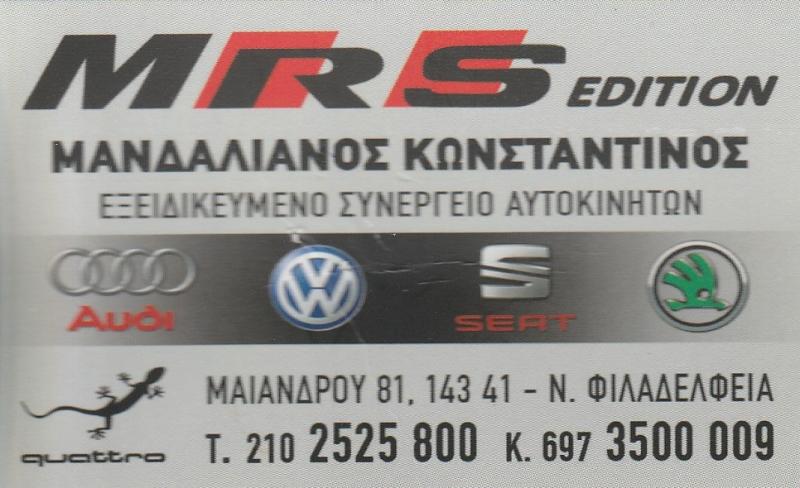 MRS EDITION
ΜΑΝΔΑΛΙΑΝΟΣ ΚΩΝΣΤΑΝΤΙΝΟΣ
ΕΞΕΙΔΙΚΕΥΜΕΝΟ ΣΥΝΕΡΓΕΙΟ ΑΥΤΟΚΙΝΗΤΩΝ
Audi VW SEAT
ΜΑΙΑΝΔΡΟΥ 81, 143 41 - Ν. ΦΙΛΑΔΕΛΦΕΙΑ
quattro Τ. 210 2525 800 Κ. 697 3500 009